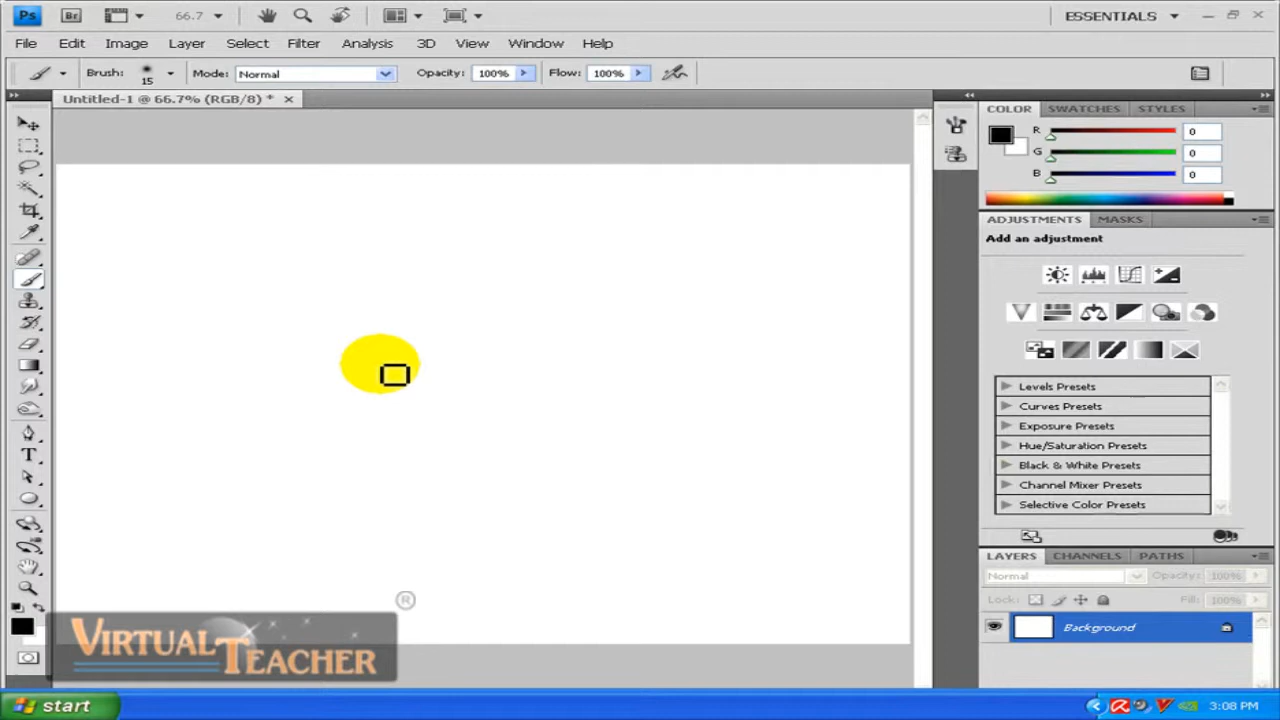 Ps Br 66.7 ESSENTIALS
File Edit Image Layer Select Filter Analysis 3D View Window Help
Brush: 15 Mode: Normal Opacity: 100% Flow: 100%
Untitled-1 @ 66.7% (RGB/8) *
COLOR SWATCHES STYLES
R 0
G 0
B 0
ADJUSTMENTS MASKS
Add an adjustment
Levels Presets
Curves Presets
Exposure Presets
Hue/Saturation Presets
Black & White Presets
Channel Mixer Presets
Selective Color Presets
LAYERS CHANNELS PATHS
Normal Opacity: 100%
Lock: Fill: 100%
Background
T
®
VIRTUAL
TEACHER
start 3:08 PM